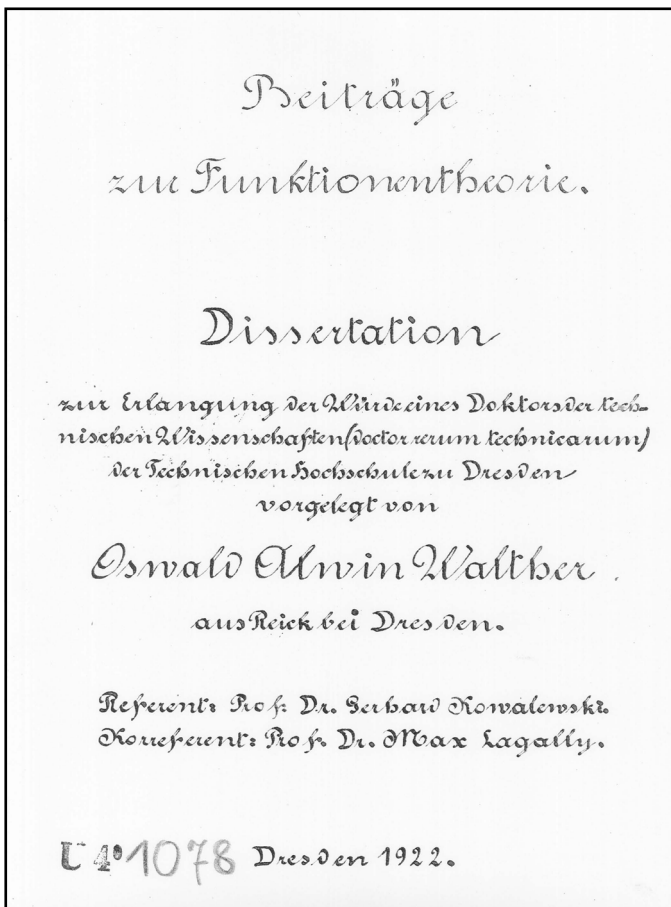 Beiträge
zur Funktionentheorie.
Dissertation
zur Erlangung der Würde eines Doktors der tech-
nischen Wissenschaften (doctor rerum technicarum)
der Technischen Hochschule zu Dresden
vorgelegt von
Oswald Alwin Walther
aus Reick bei Dresden.
Referent: Prof. Dr. Gerhard Kowalewski.
Korreferent: Prof. Dr. Max Lagally.
U 4° 1078 Dresden 1922.